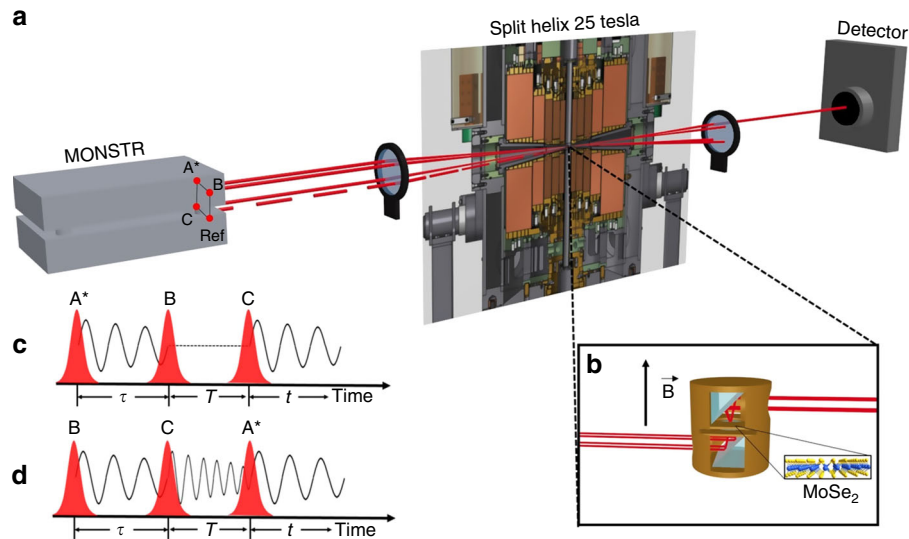 a
Split helix 25 tesla
Detector
MONSTR
A*
B
C
Ref
A* B C
c
τ T t Time
B C A*
d
τ T t Time
b
B
MoSe2